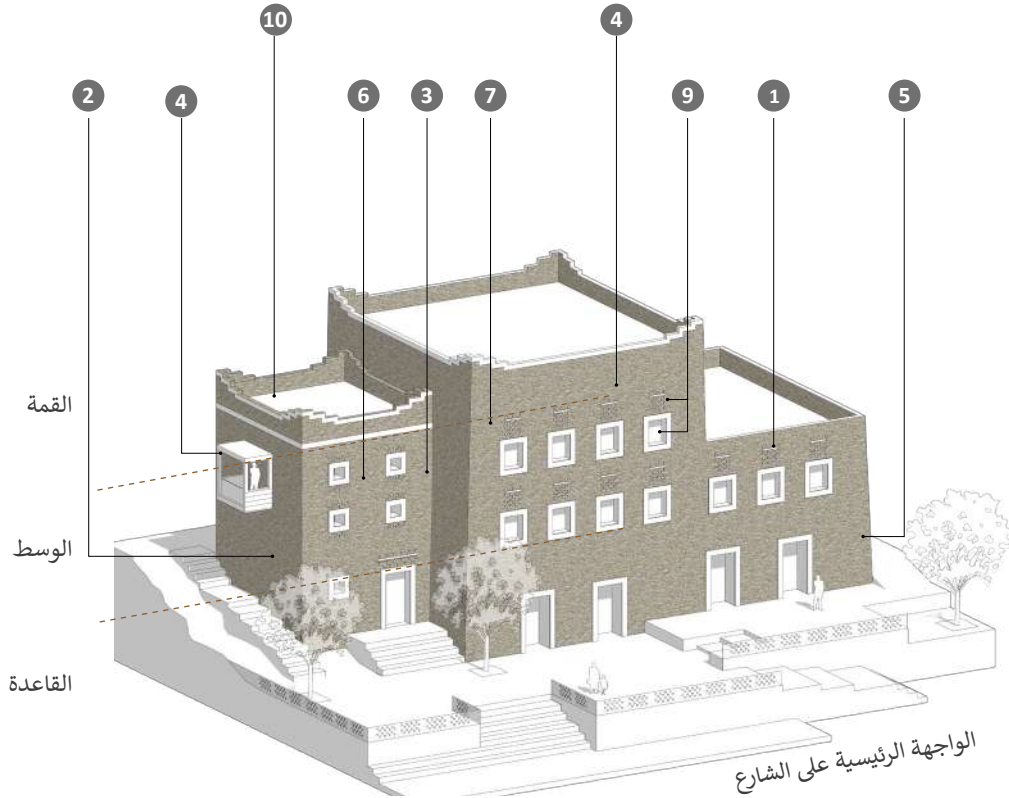 10 4
2 4 6 3 7 9 1 5
القمة
الوسط
القاعدة
الواجهة الرئيسية على الشارع